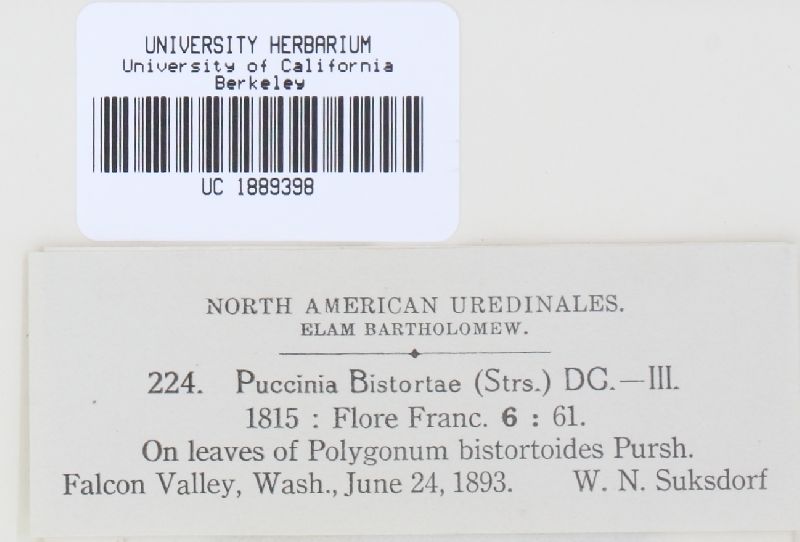 UNIVERSITY HERBARIUM
University of California
Berkeley
UC 1889398
NORTH AMERICAN UREDINALES.
ELAM BARTHOLOMEW.
224. Puccinia Bistortae (Strs.) DC.—III.
1815 : Flore Franc. 6 : 61.
On leaves of Polygonum bistortoides Pursh.
Falcon Valley, Wash., June 24, 1893. W. N. Suksdorf